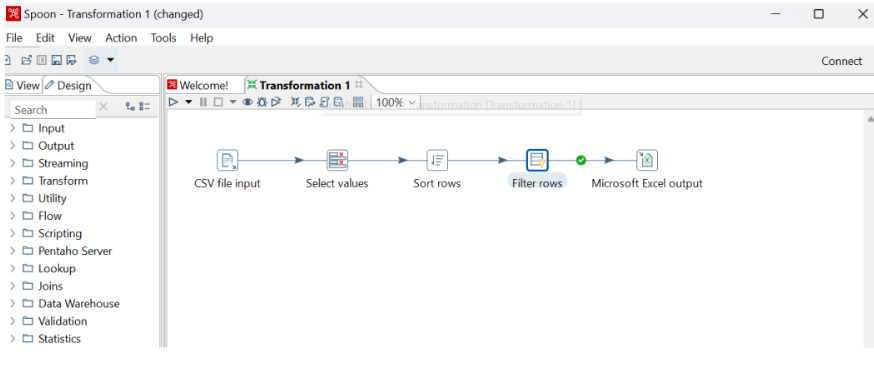 Spoon - Transformation 1 (changed)
File Edit View Action Tools Help
Connect
View Design
Welcome! Transformation 1
Search
100%
Input
Output
Streaming
Transform
Utility
Flow
Scripting
Pentaho Server
Lookup
Joins
Data Warehouse
Validation
Statistics
CSV file input Select values Sort rows Filter rows Microsoft Excel output